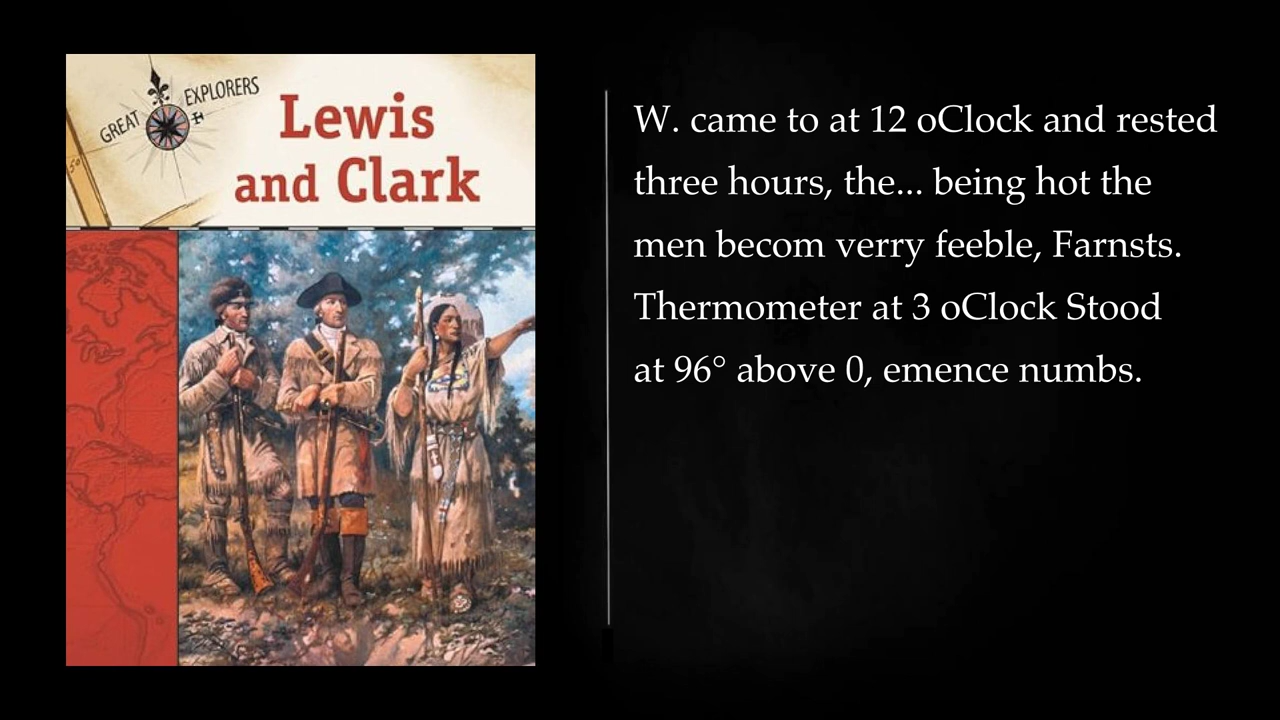 GREAT EXPLORERS
Lewis
and Clark
50
W. came to at 12 oClock and rested
three hours, the... being hot the
men becom verry feeble, Farnsts.
Thermometer at 3 oClock Stood
at 96° above 0, emence numbs.